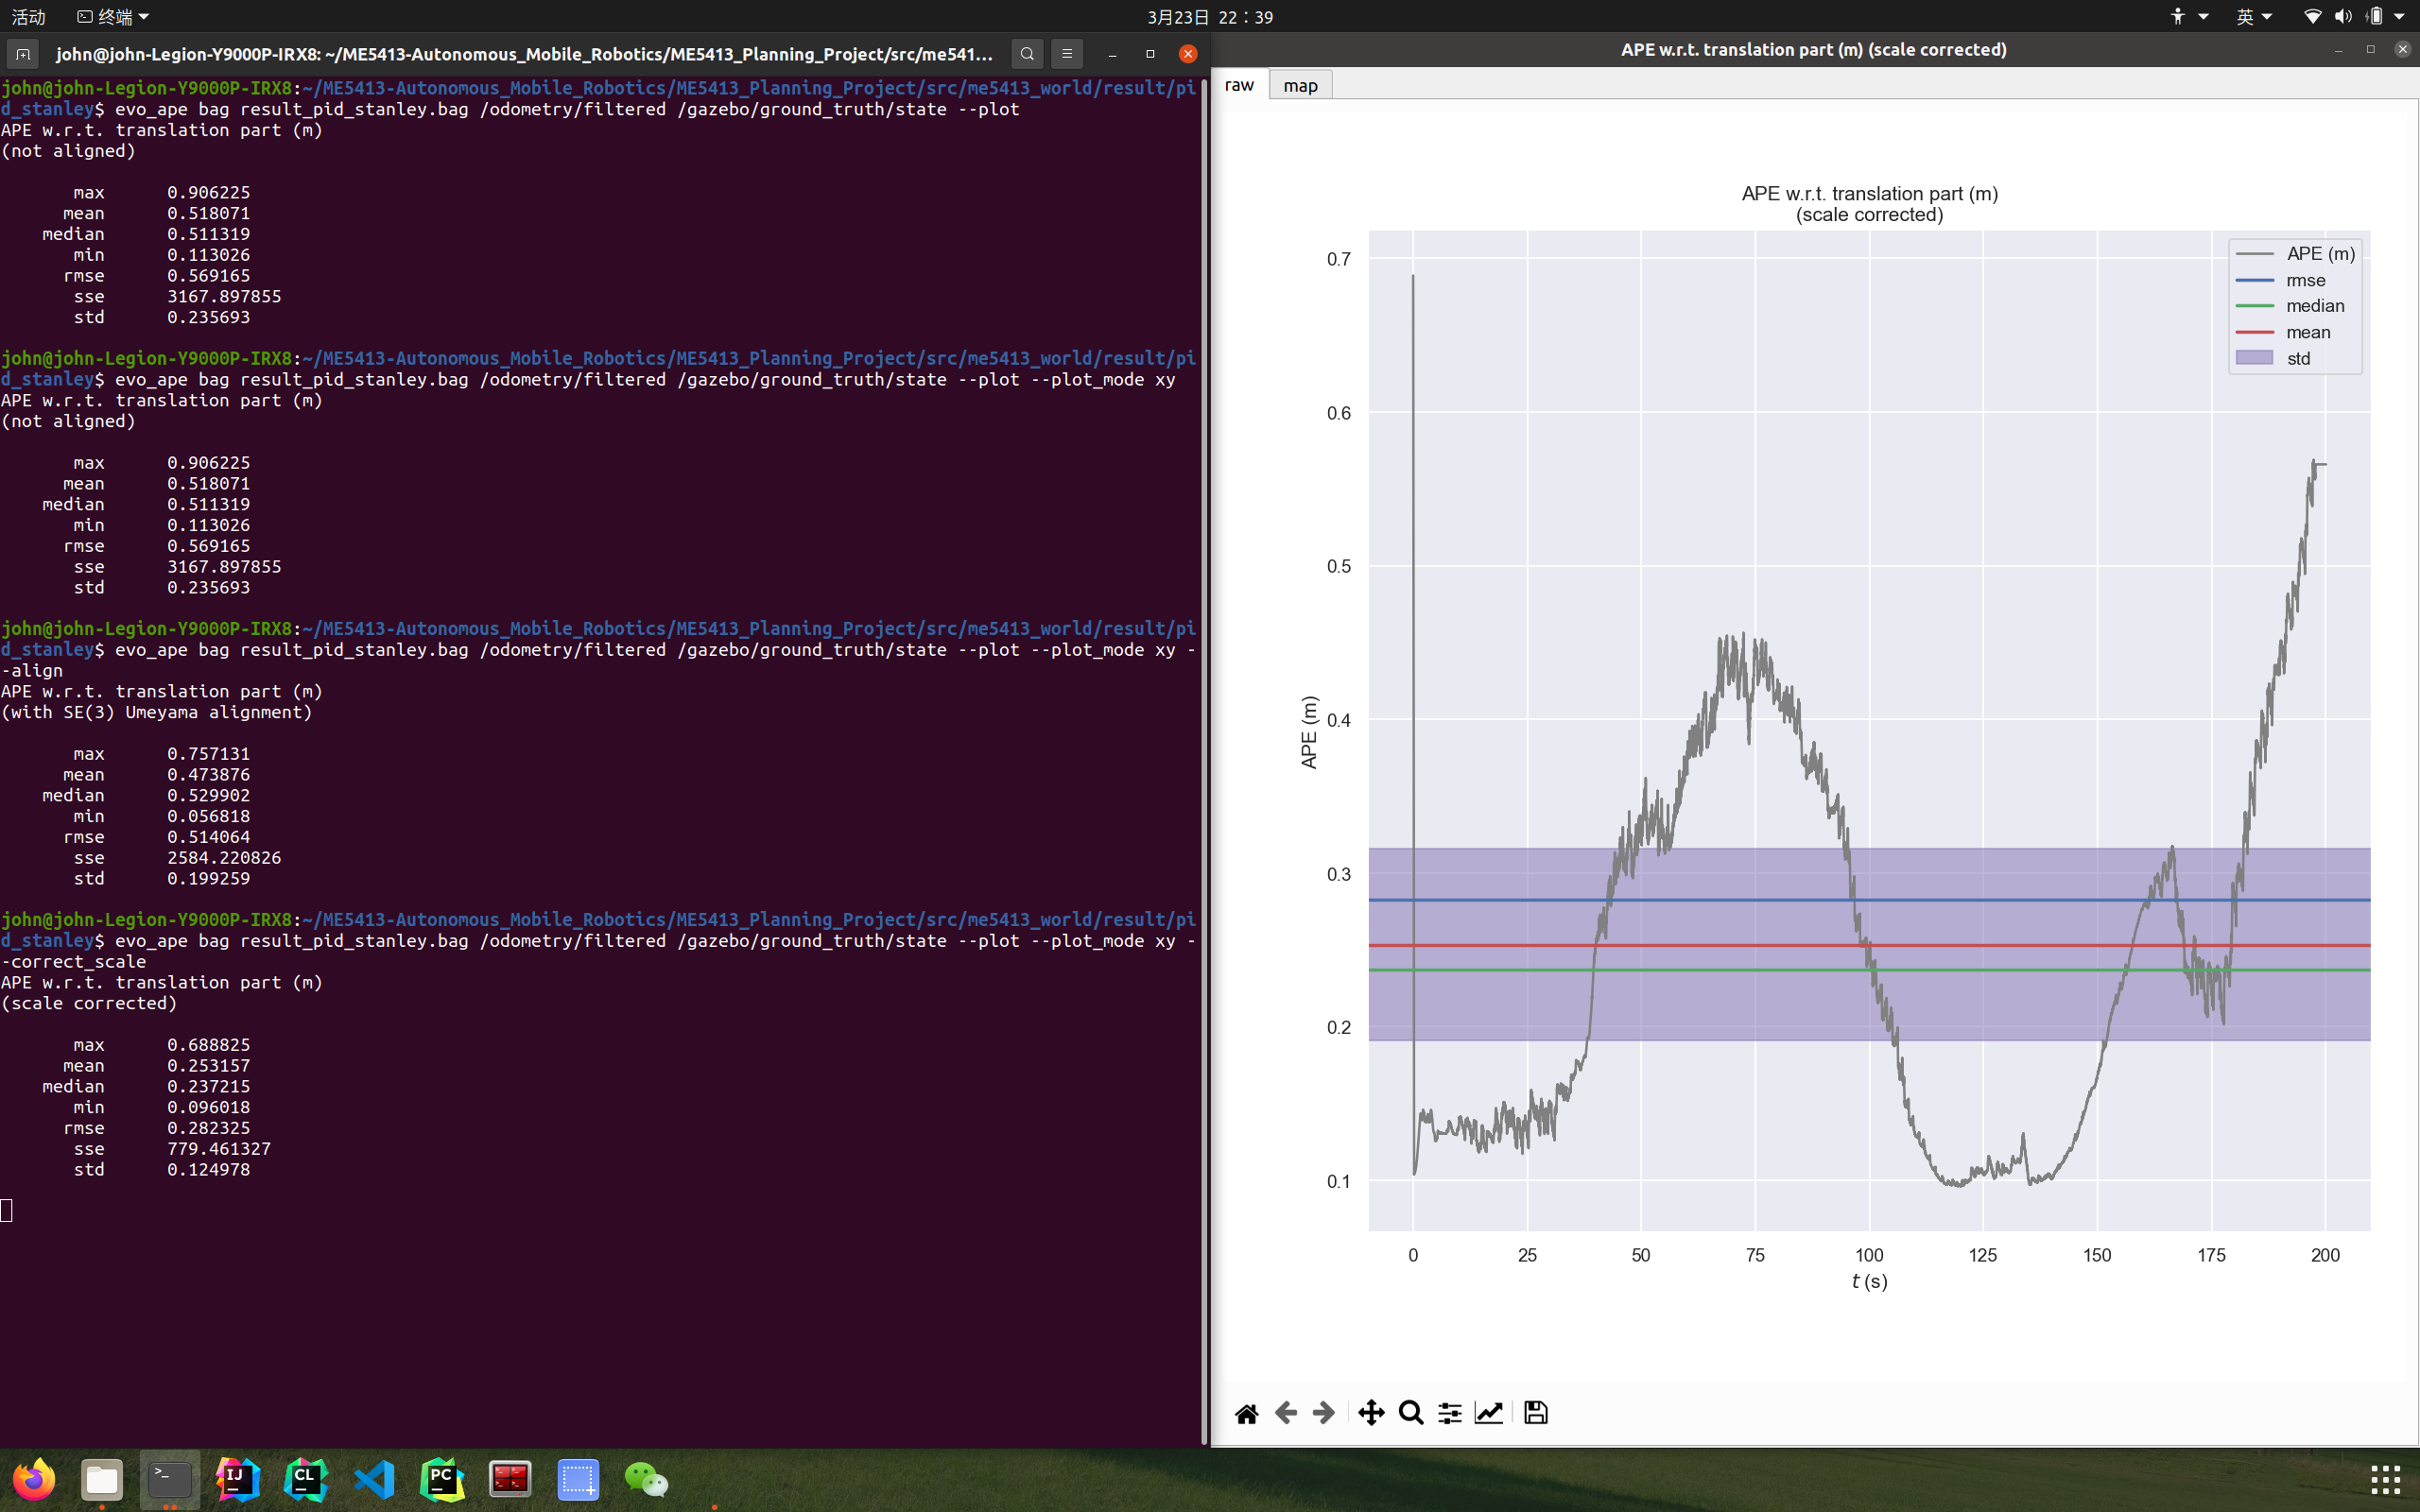 活动
终端
3月23日 22：39
英
john@john-Legion-Y9000P-IRX8: ~/ME5413-Autonomous_Mobile_Robotics/ME5413_Planning_Project/src/me541...
john@john-Legion-Y9000P-IRX8:~/ME5413-Autonomous_Mobile_Robotics/ME5413_Planning_Project/src/me5413_world/result/pi
d_stanley$ evo_ape bag result_pid_stanley.bag /odometry/filtered /gazebo/ground_truth/state --plot
APE w.r.t. translation part (m)
(not aligned)
max 0.906225
mean 0.518071
median 0.511319
min 0.113026
rmse 0.569165
sse 3167.897855
std 0.235693
john@john-Legion-Y9000P-IRX8:~/ME5413-Autonomous_Mobile_Robotics/ME5413_Planning_Project/src/me5413_world/result/pi
d_stanley$ evo_ape bag result_pid_stanley.bag /odometry/filtered /gazebo/ground_truth/state --plot --plot_mode xy
APE w.r.t. translation part (m)
(not aligned)
max 0.906225
mean 0.518071
median 0.511319
min 0.113026
rmse 0.569165
sse 3167.897855
std 0.235693
john@john-Legion-Y9000P-IRX8:~/ME5413-Autonomous_Mobile_Robotics/ME5413_Planning_Project/src/me5413_world/result/pi
d_stanley$ evo_ape bag result_pid_stanley.bag /odometry/filtered /gazebo/ground_truth/state --plot --plot_mode xy -
-align
APE w.r.t. translation part (m)
(with SE(3) Umeyama alignment)
max 0.757131
mean 0.473876
median 0.529902
min 0.056818
rmse 0.514064
sse 2584.220826
std 0.199259
john@john-Legion-Y9000P-IRX8:~/ME5413-Autonomous_Mobile_Robotics/ME5413_Planning_Project/src/me5413_world/result/pi
d_stanley$ evo_ape bag result_pid_stanley.bag /odometry/filtered /gazebo/ground_truth/state --plot --plot_mode xy -
-correct_scale
APE w.r.t. translation part (m)
(scale corrected)
max 0.688825
mean 0.253157
median 0.237215
min 0.096018
rmse 0.282325
sse 779.461327
std 0.124978
APE w.r.t. translation part (m) (scale corrected)
raw map
APE w.r.t. translation part (m)
(scale corrected)
APE (m)
rmse
median
mean
std
0.7
0.6
0.5
0.4
0.3
0.2
0.1
APE (m)
0 25 50 75 100 125 150 175 200
t (s)
>_ IJ CL PC